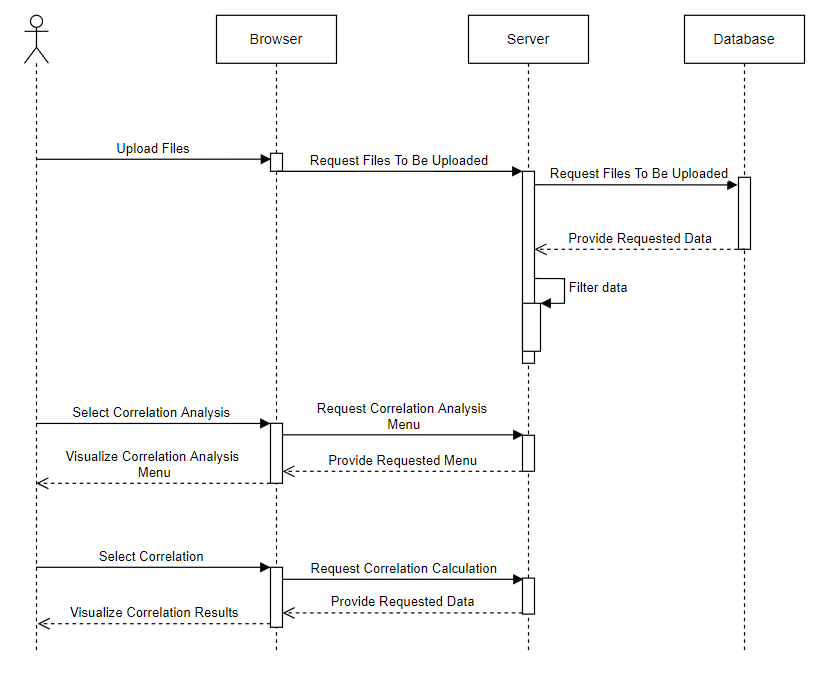 Browser
Server
Database
Upload Files
Request Files To Be Uploaded
Request Files To Be Uploaded
Provide Requested Data
Filter data
Select Correlation Analysis
Request Correlation Analysis
Menu
Visualize Correlation Analysis
Menu
Provide Requested Menu
Select Correlation
Request Correlation Calculation
Provide Requested Data
Visualize Correlation Results